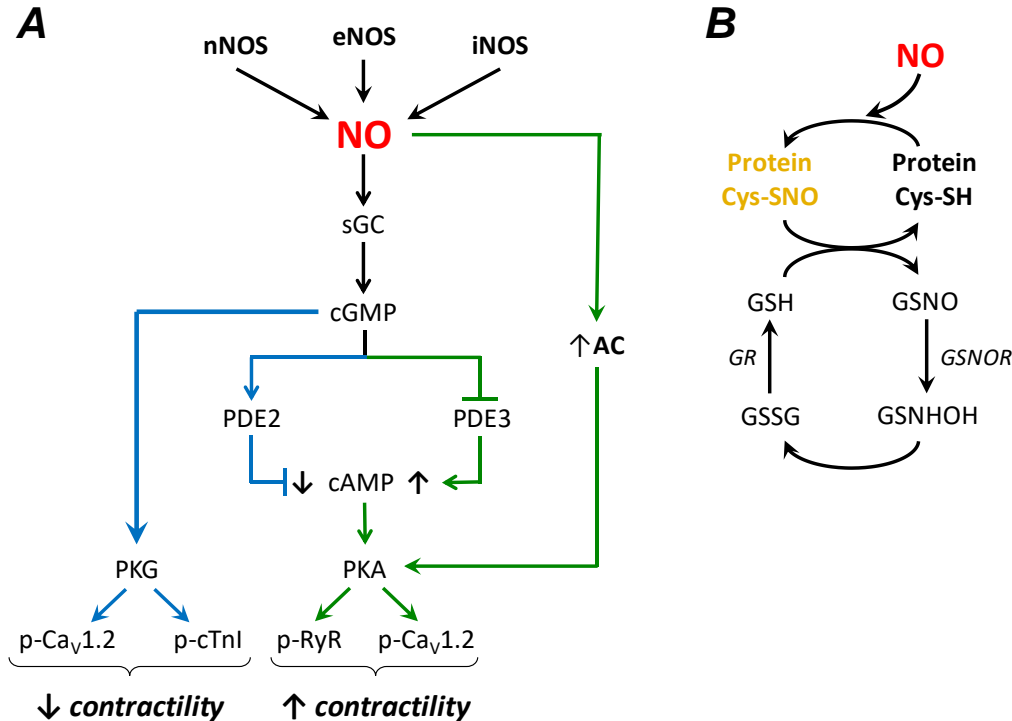 A
nNOS
eNOS
iNOS
NO
sGC
cGMP
↑AC
PDE2
PDE3
↓ cAMP ↑
PKG
PKA
p-CaV1.2
p-cTnI
p-RyR
p-CaV1.2
↓ contractility
↑ contractility
B
NO
Protein
Cys-SNO
Protein
Cys-SH
GSH
GSNO
GR
GSNOR
GSSG
GSNHOH